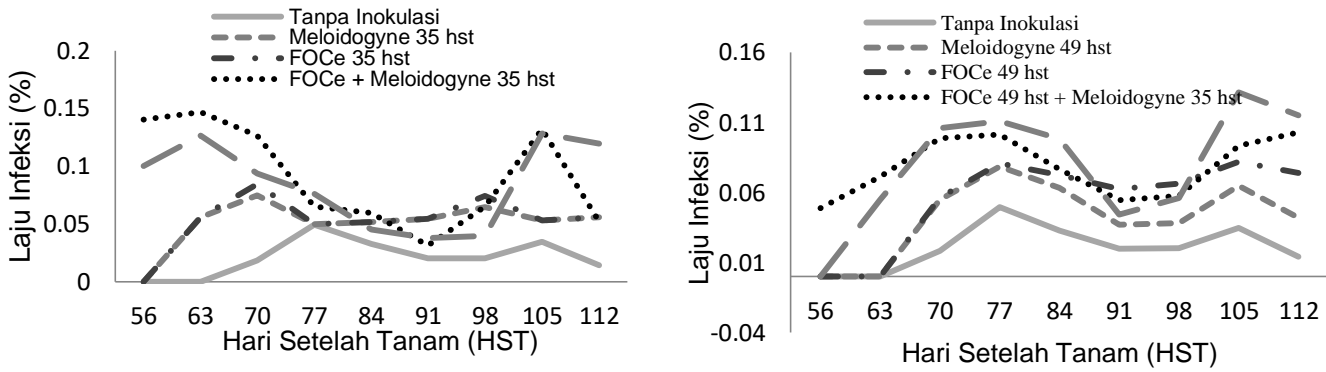 Tanpa Inokulasi
Meloidogyne 35 hst
FOCe 35 hst
FOCe + Meloidogyne 35 hst
Laju Infeksi (%)
0.2
0.15
0.1
0.05
0
56 63 70 77 84 91 98 105 112
Hari Setelah Tanam (HST)
Tanpa Inokulasi
Meloidogyne 49 hst
FOCe 49 hst
FOCe 49 hst + Meloidogyne 35 hst
Laju Infeksi (%)
0.16
0.11
0.06
0.01
-0.04
56 63 70 77 84 91 98 105 112
Hari Setelah Tanam (HST)